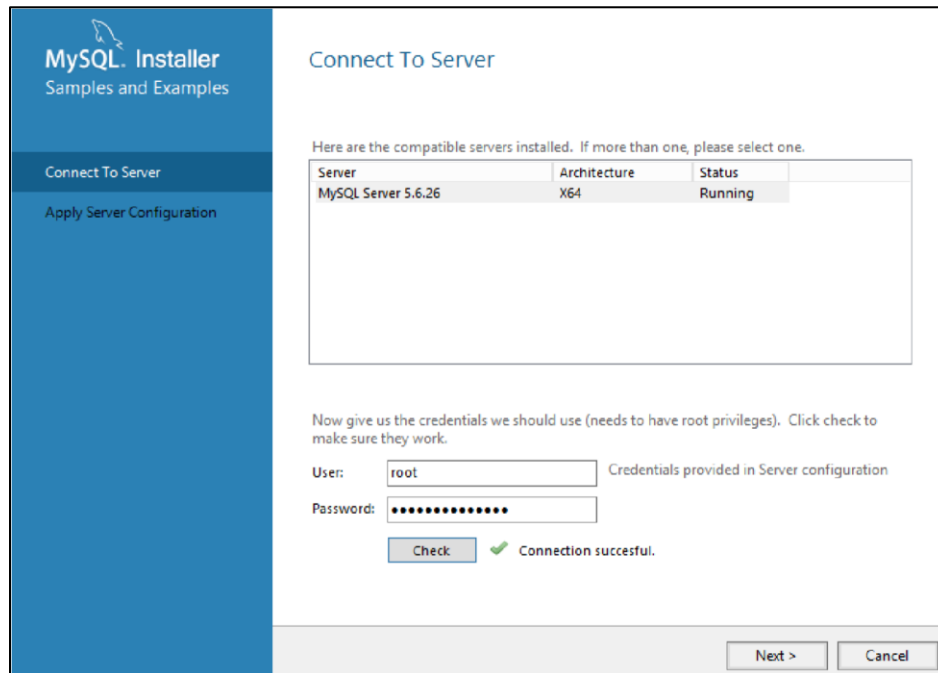 MySQL. Installer
Samples and Examples
Connect To Server
Apply Server Configuration
Connect To Server
Here are the compatible servers installed. If more than one, please select one.
Server Architecture Status
MySQL Server 5.6.26 X64 Running
Now give us the credentials we should use (needs to have root privileges). Click check to
make sure they work.
User: root Credentials provided in Server configuration
Password: ••••••••••••••
Check Connection succesful.
Next > Cancel